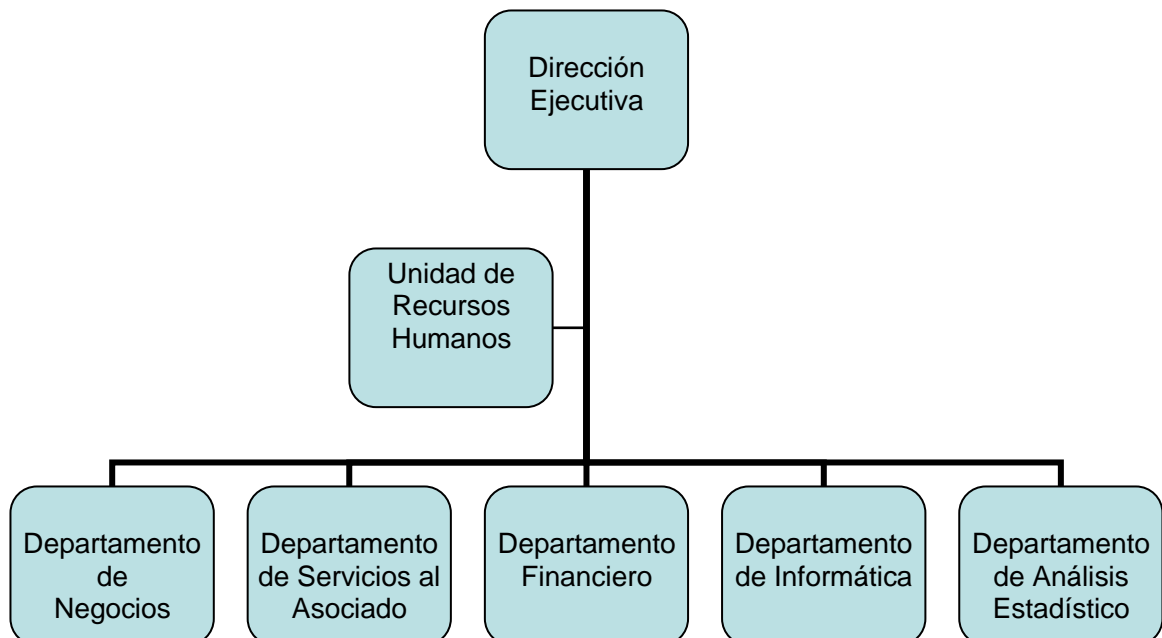 Dirección
Ejecutiva
Unidad de
Recursos
Humanos
Departamento
de
Negocios
Departamento
de Servicios al
Asociado
Departamento
Financiero
Departamento
de Informática
Departamento
de Análisis
Estadístico